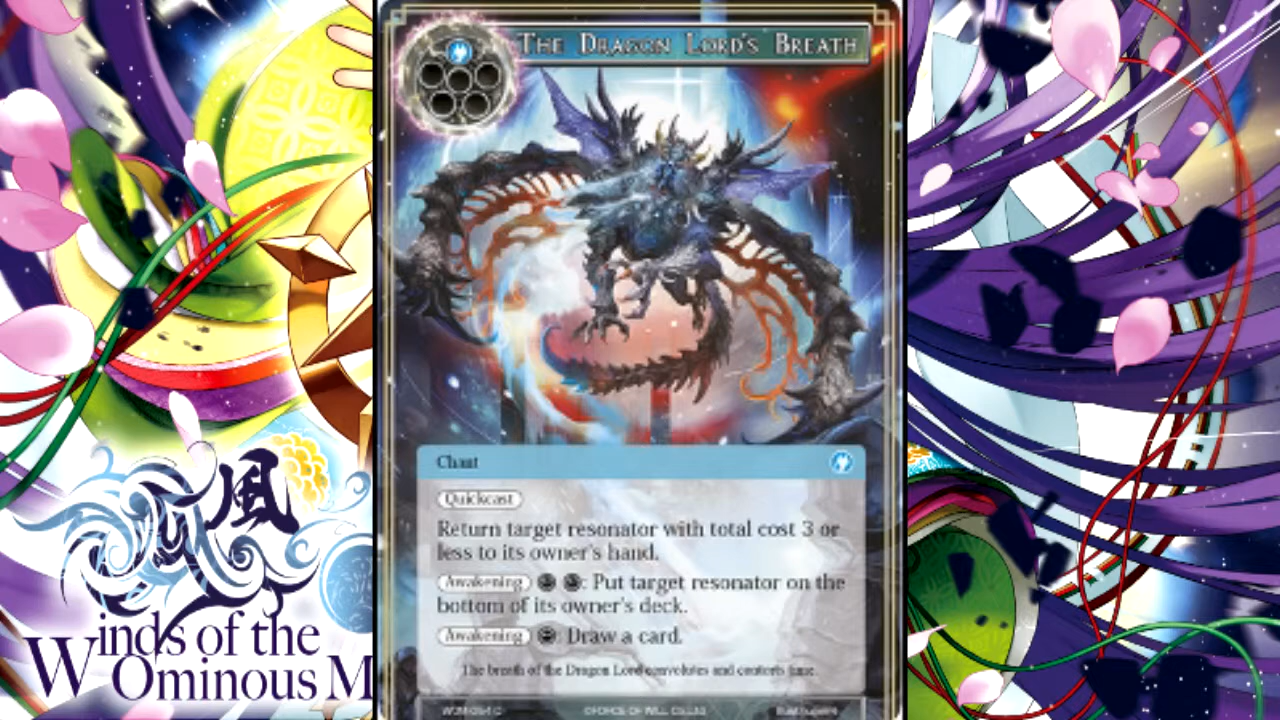 The Dragon Lord's Breath
Chant
Quickcast
Return target resonator with total cost 3 or
less to its owner's hand.
Awakening : Put target resonator on the
bottom of its owner's deck.
Awakening : Draw a card.
The breath of the Dragon Lord convolutes and contorts time.
風
Winds of the
Ominous M